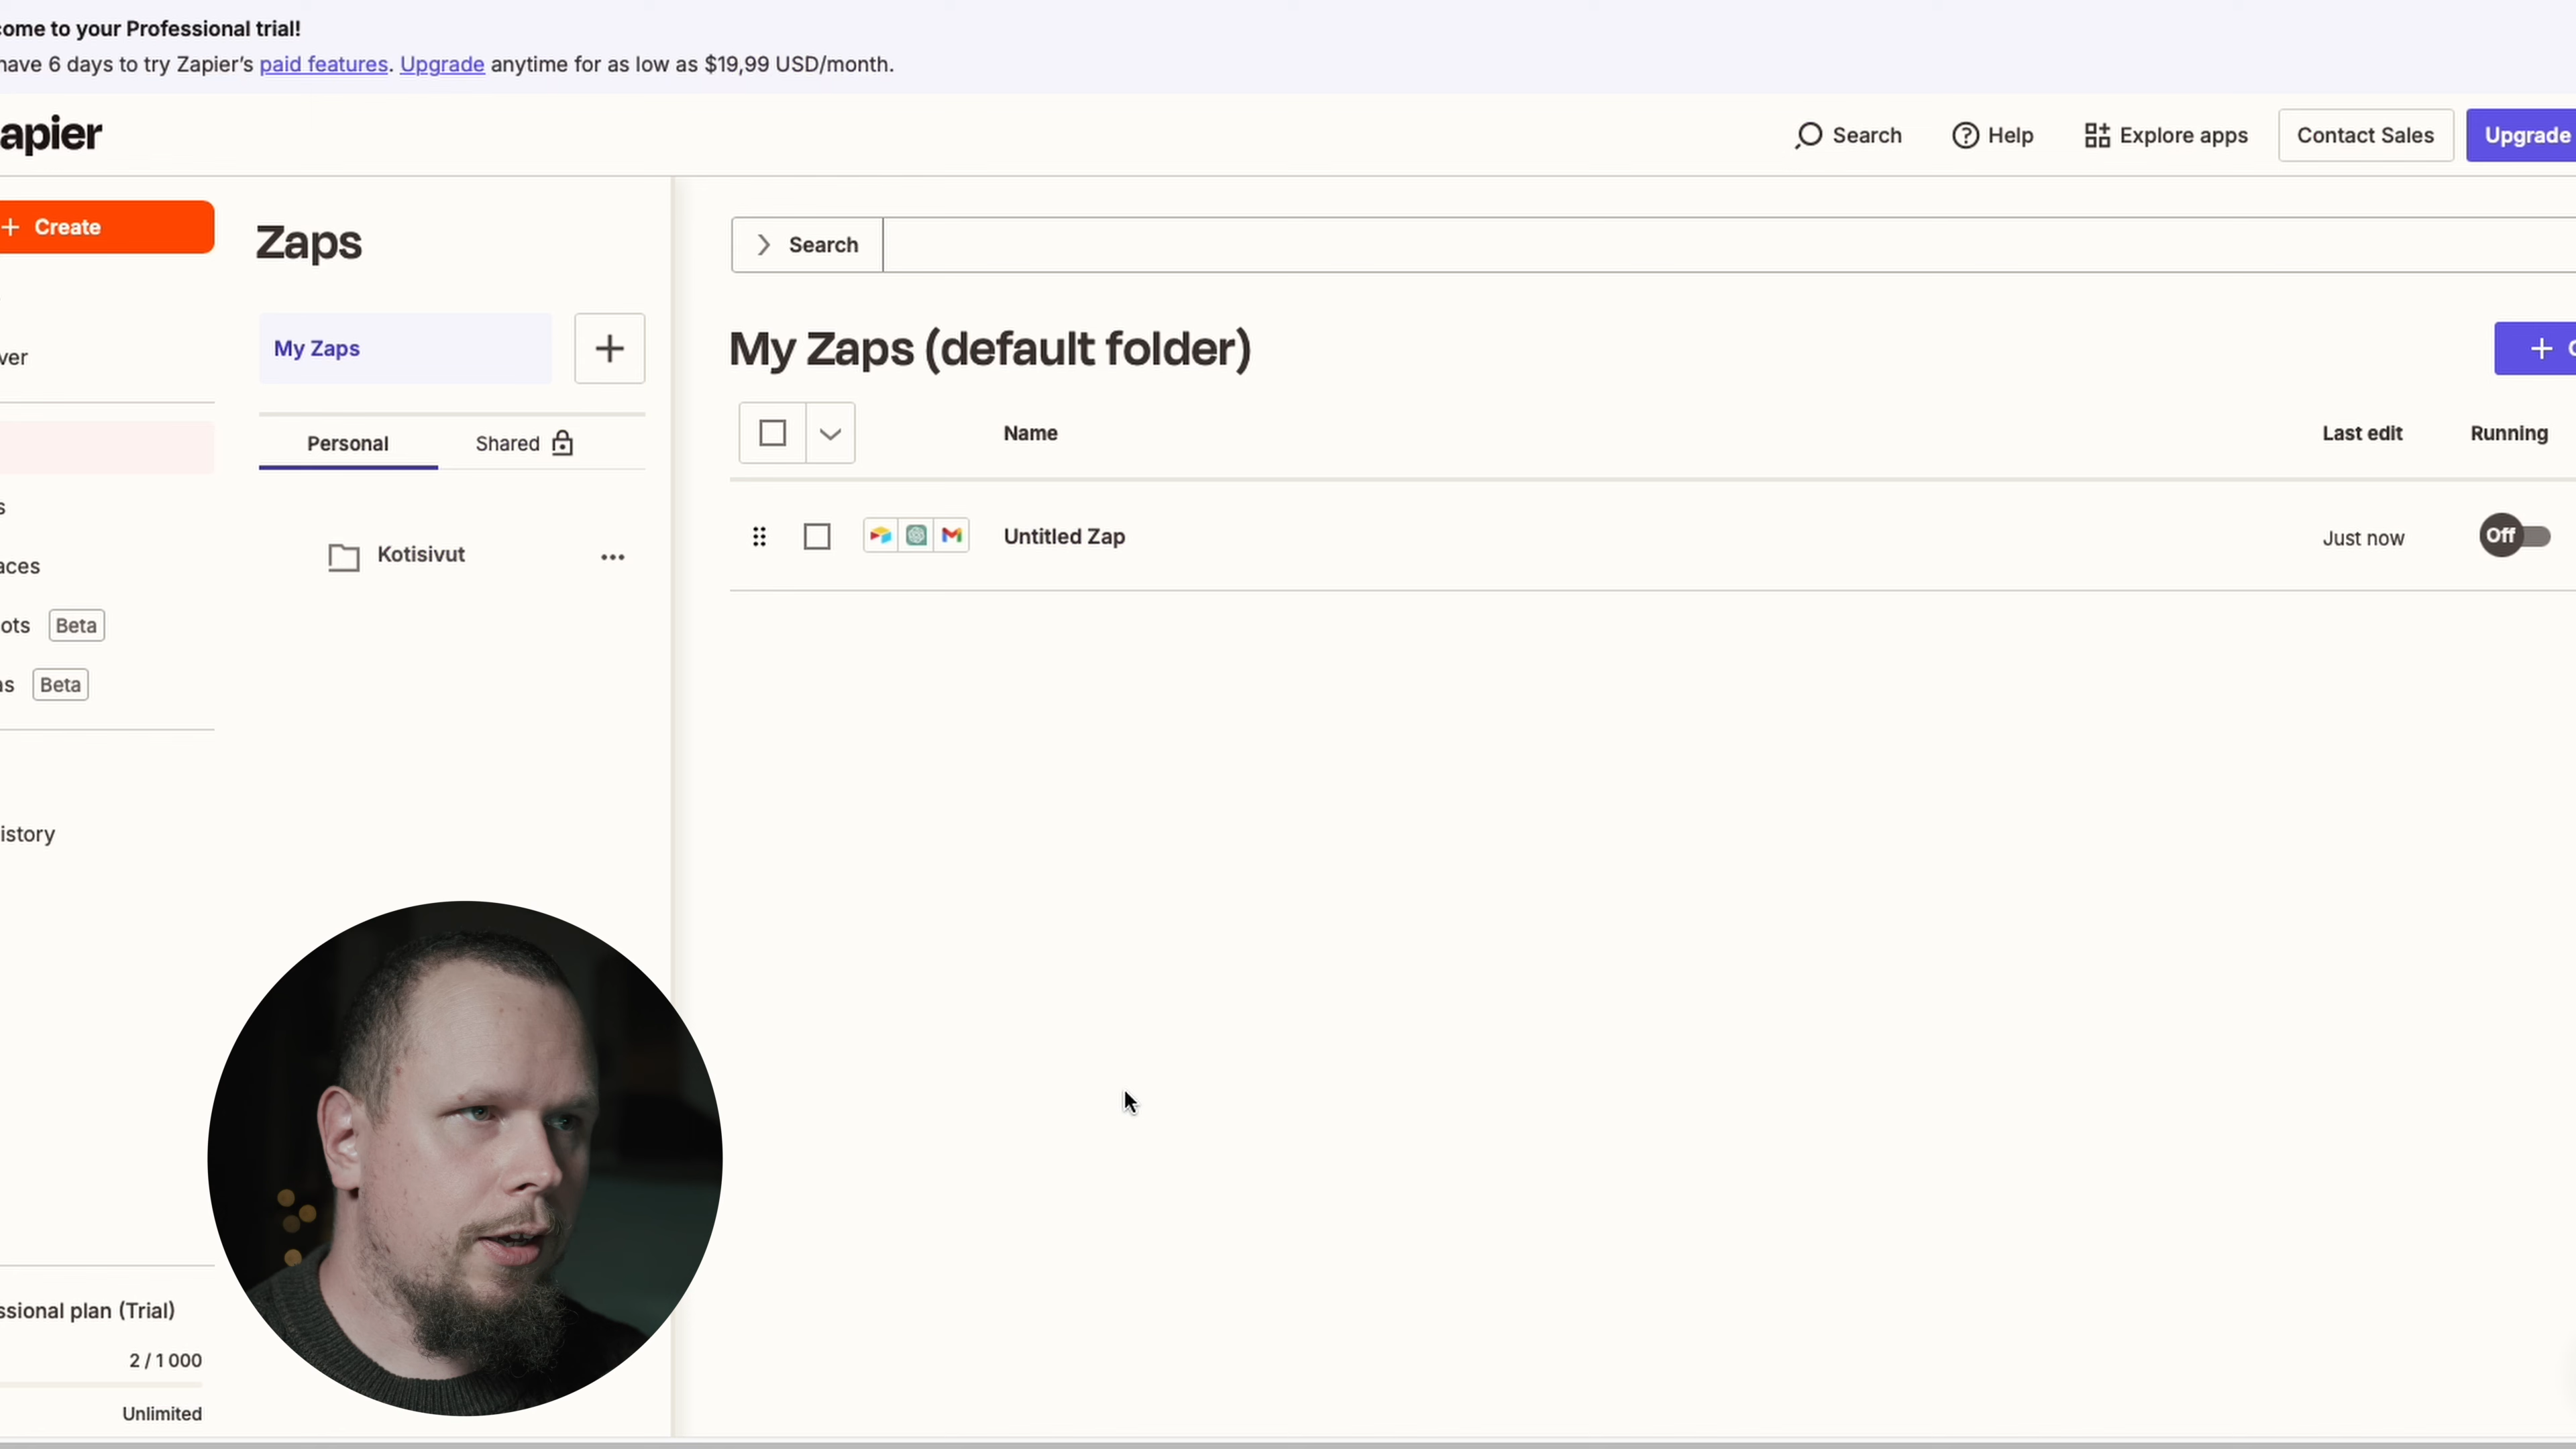 come to your Professional trial!
have 6 days to try Zapier's paid features. Upgrade anytime for as low as $19,99 USD/month.
apier
Search
Help
Explore apps
Contact Sales
Upgrade
+ Create
Zaps
Search
ver
My Zaps
+
My Zaps (default folder)
+
Personal
Shared
Name
Last edit
Running
s
Kotisivut
Untitled Zap
Just now
Off
aces
ots
Beta
ns
Beta
istory
ssional plan (Trial)
2 / 1 000
Unlimited